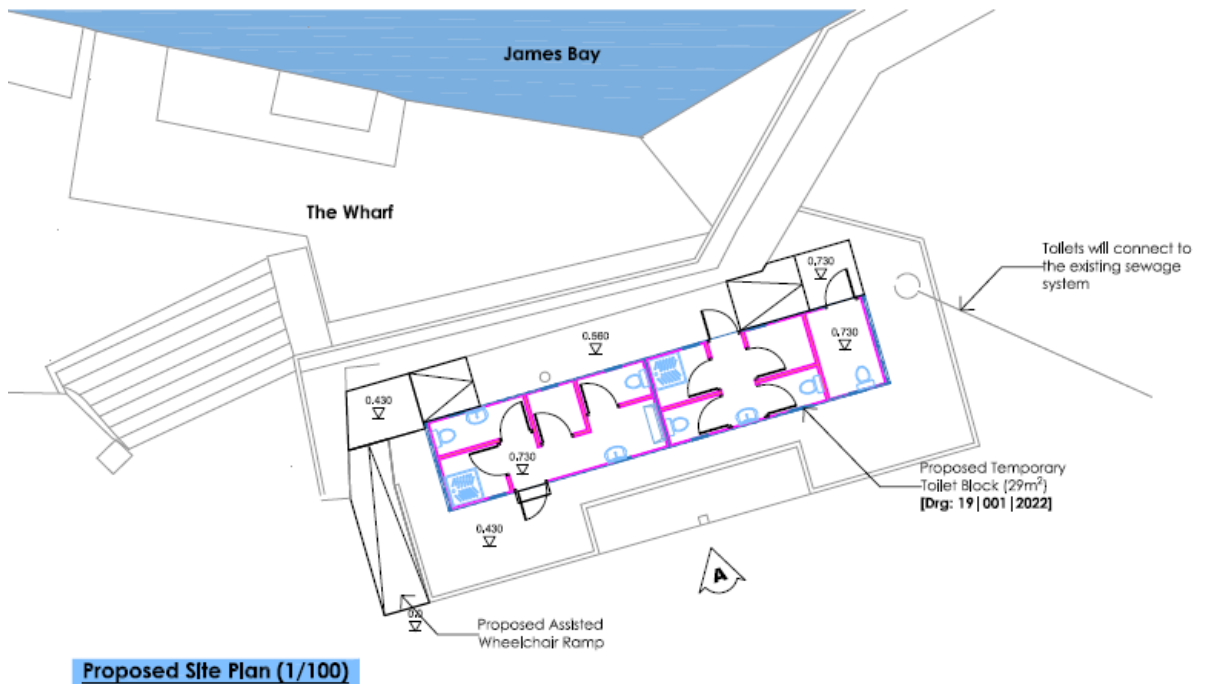 James Bay
The Wharf
Toilets will connect to
the existing sewage
system
0.730
0.560
0.730
0.430
0.730
0.430
Proposed Temporary
Toilet Block (29m²)
[Drg: 19|001|2022]
A
Proposed Assisted
Wheelchair Ramp
Proposed Site Plan (1/100)